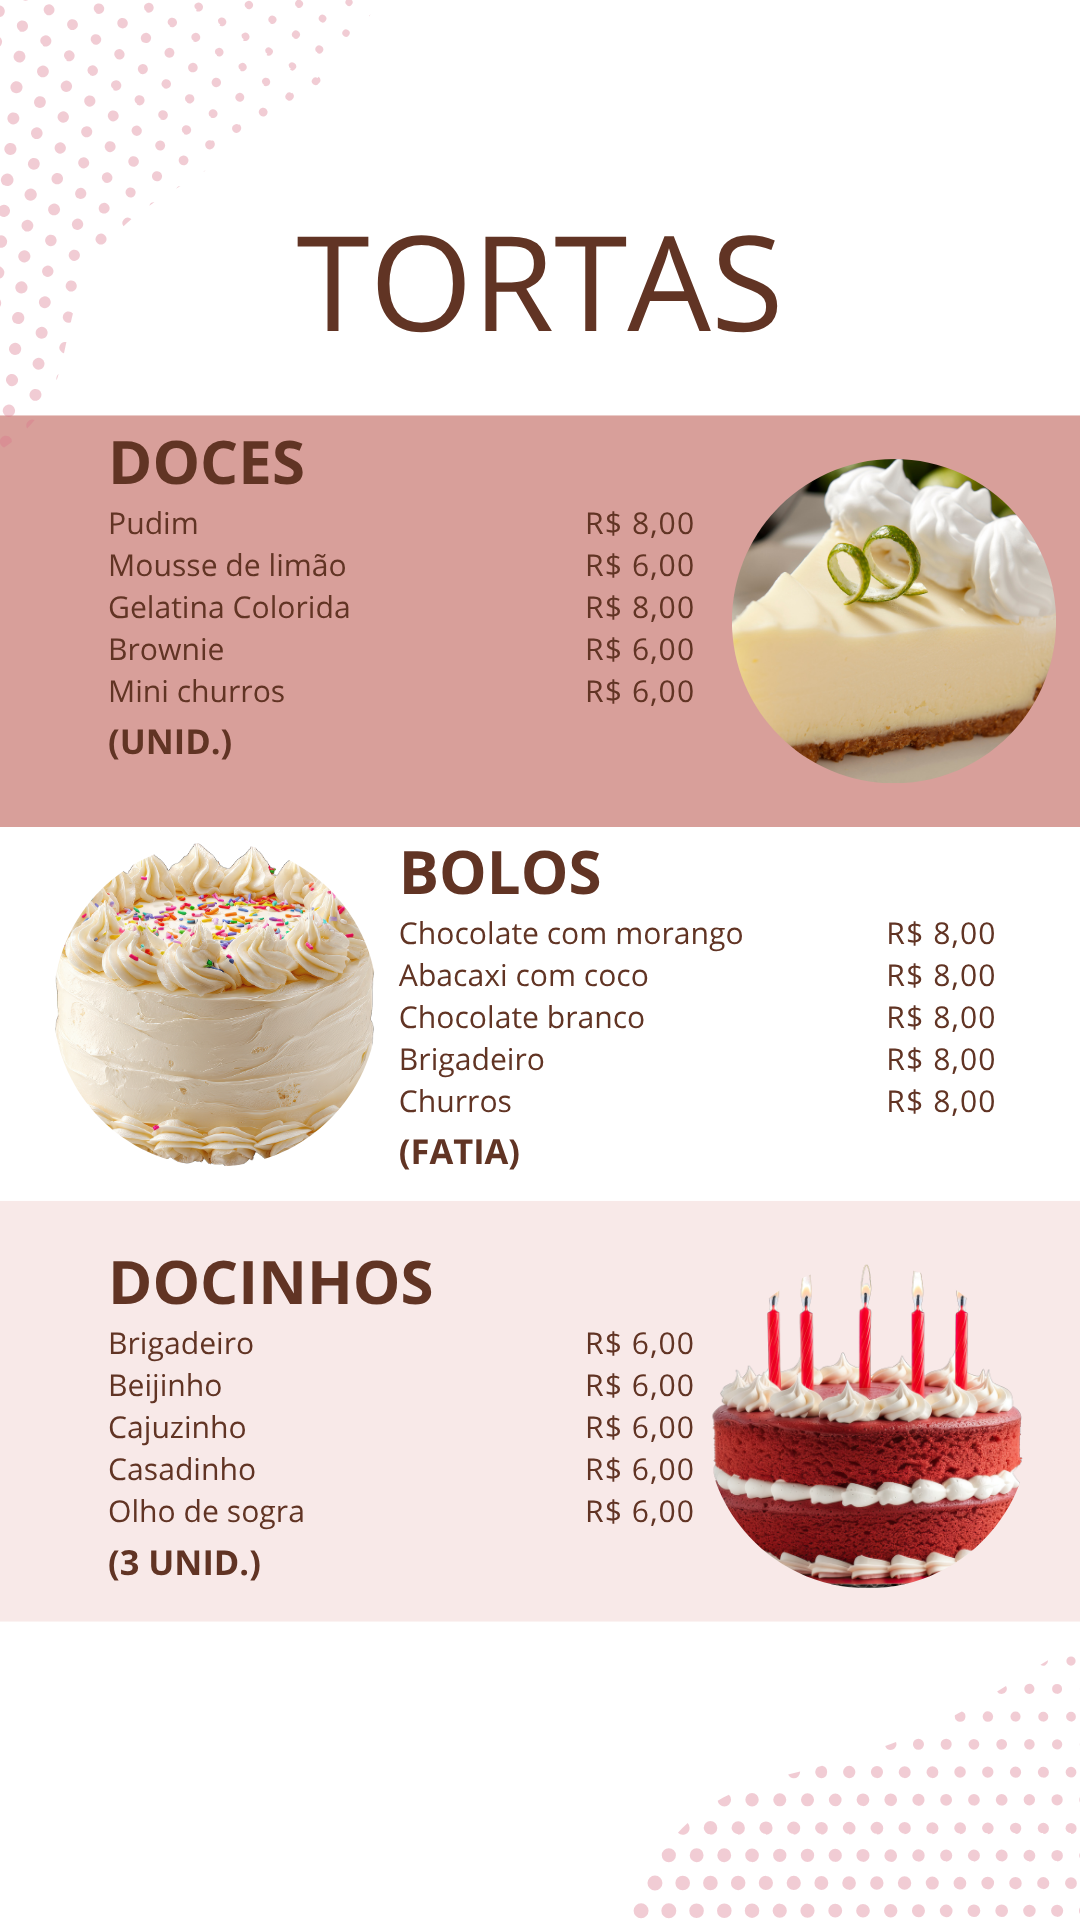 TORTAS
DOCES
Pudim R$ 8,00
Mousse de limão R$ 6,00
Gelatina Colorida R$ 8,00
Brownie R$ 6,00
Mini churros R$ 6,00
(UNID.)
BOLOS
Chocolate com morango R$ 8,00
Abacaxi com coco R$ 8,00
Chocolate branco R$ 8,00
Brigadeiro R$ 8,00
Churros R$ 8,00
(FATIA)
DOCINHOS
Brigadeiro R$ 6,00
Beijinho R$ 6,00
Cajuzinho R$ 6,00
Casadinho R$ 6,00
Olho de sogra R$ 6,00
(3 UNID.)